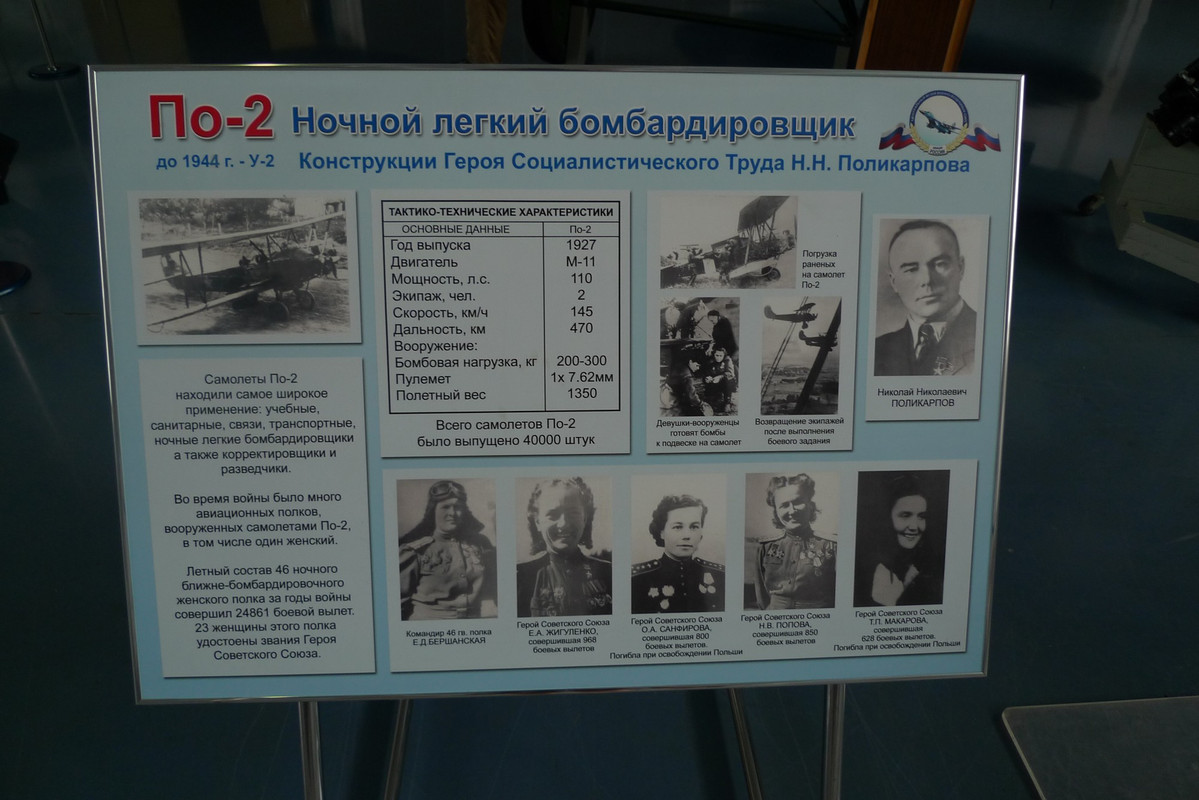 По-2 Ночной легкий бомбардировщик
до 1944 г. - У-2 Конструкции Героя Социалистического Труда Н.Н. Поликарпова
ТАКТИКО-ТЕХНИЧЕСКИЕ ХАРАКТЕРИСТИКИ
ОСНОВНЫЕ ДАННЫЕ По-2
Год выпуска 1927
Двигатель М-11
Мощность, л.с. 110
Экипаж, чел. 2
Скорость, км/ч 145
Дальность, км 470
Вооружение:
Бомбовая нагрузка, кг 200-300
Пулемет 1х 7.62мм
Полетный вес 1350
Всего самолетов По-2
было выпущено 40000 штук
Погрузка
раненых
на самолет
По-2
Девушки-вооруженцы
готовят бомбы
к подвеске на самолет
Возвращение экипажей
после выполнения
боевого задания
Николай Николаевич
ПОЛИКАРПОВ
Самолеты По-2
находили самое широкое
применение: учебные,
санитарные, связи, транспортные,
ночные легкие бомбардировщики
а также корректировщики и
разведчики.
Во время войны было много
авиационных полков,
вооруженных самолетами По-2,
в том числе один женский.
Летный состав 46 ночного
ближне-бомбардировочного
женского полка за годы войны
совершил 24861 боевой вылет.
23 женщины этого полка
удостоены звания Героя
Советского Союза.
Командир 46 гв. полка
Е.Д.БЕРШАНСКАЯ
Герой Советского Союза
Е.А. ЖИГУЛЕНКО,
совершившая 968
боевых вылетов
Герой Советского Союза
О.А. САНФИРОВА,
совершившая 800
боевых вылетов.
Погибла при освобождении Польши
Герой Советского Союза
Н.В. ПОПОВА,
совершившая 850
боевых вылетов
Герой Советского Союза
Т.П. МАКАРОВА,
совершившая
628 боевых вылетов.
Погибла при освобождении Польши